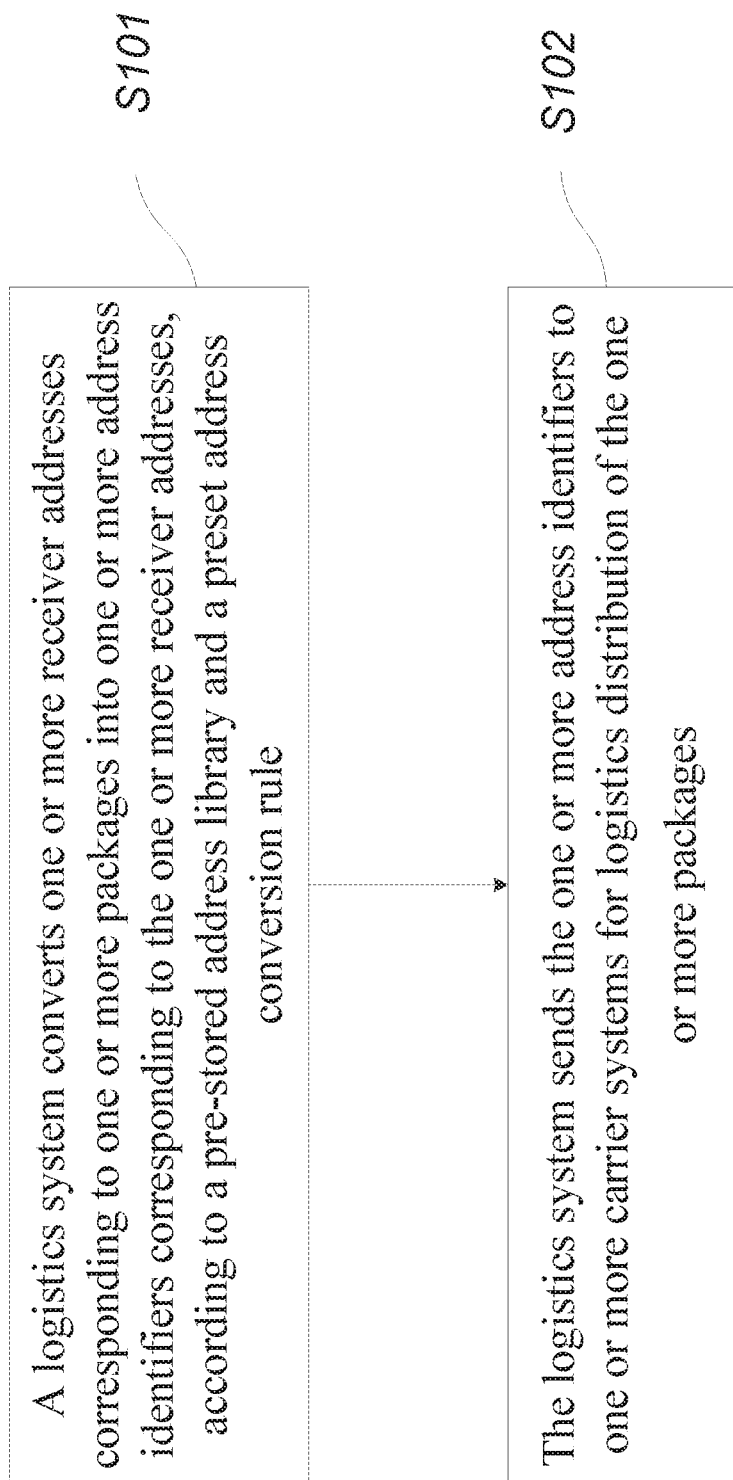 A logistics system converts one or more receiver addresses
corresponding to one or more packages into one or more address
identifiers corresponding to the one or more receiver addresses,
according to a pre-stored address library and a preset address
conversion rule
S101
The logistics system sends the one or more address identifiers to
one or more carrier systems for logistics distribution of the one
or more packages
S102